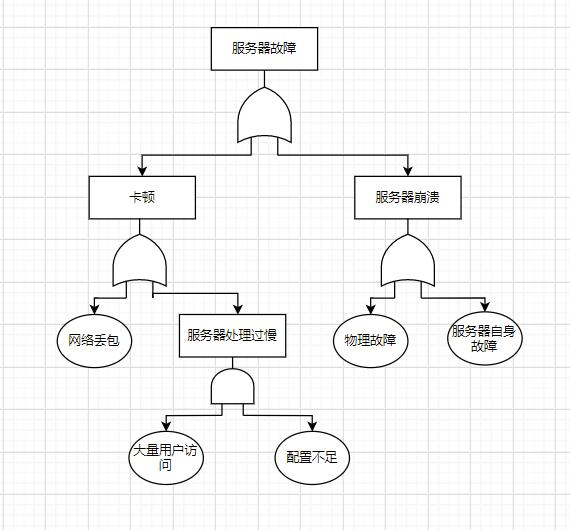 服务器故障
卡顿
服务器崩溃
网络丢包
服务器处理过慢
物理故障
服务器自身
故障
大量用户访
问
配置不足